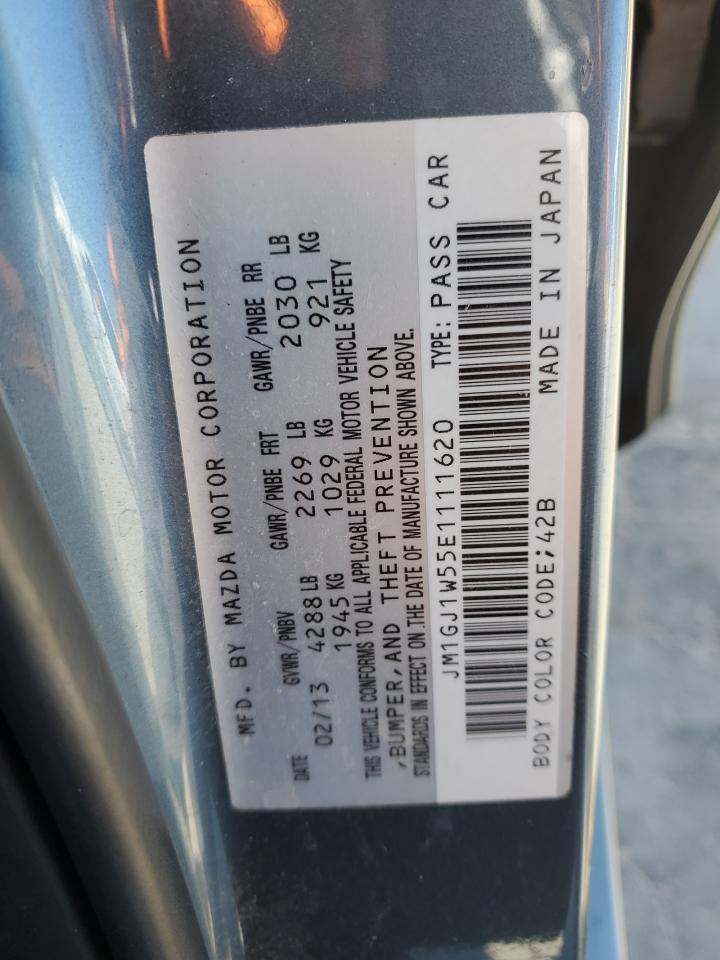 MFD. BY MAZDA MOTOR CORPORATION
DATE GVWR/PNBV GAWR/PNBE FRT GAWR/PNBE RR
02/13 4288 LB 2269 LB 2030 LB
1945 KG 1029 KG 921 KG
THIS VEHICLE CONFORMS TO ALL APPLICABLE FEDERAL MOTOR VEHICLE SAFETY
,BUMPER,AND THEFT PREVENTION
STANDARDS IN EFFECT ON .THE DATE OF MANUFACTURE SHOWN ABOVE.
JM1GJ1W55E1111620 TYPE: PASS CAR
BODY COLOR CODE;42B MADE IN JAPAN